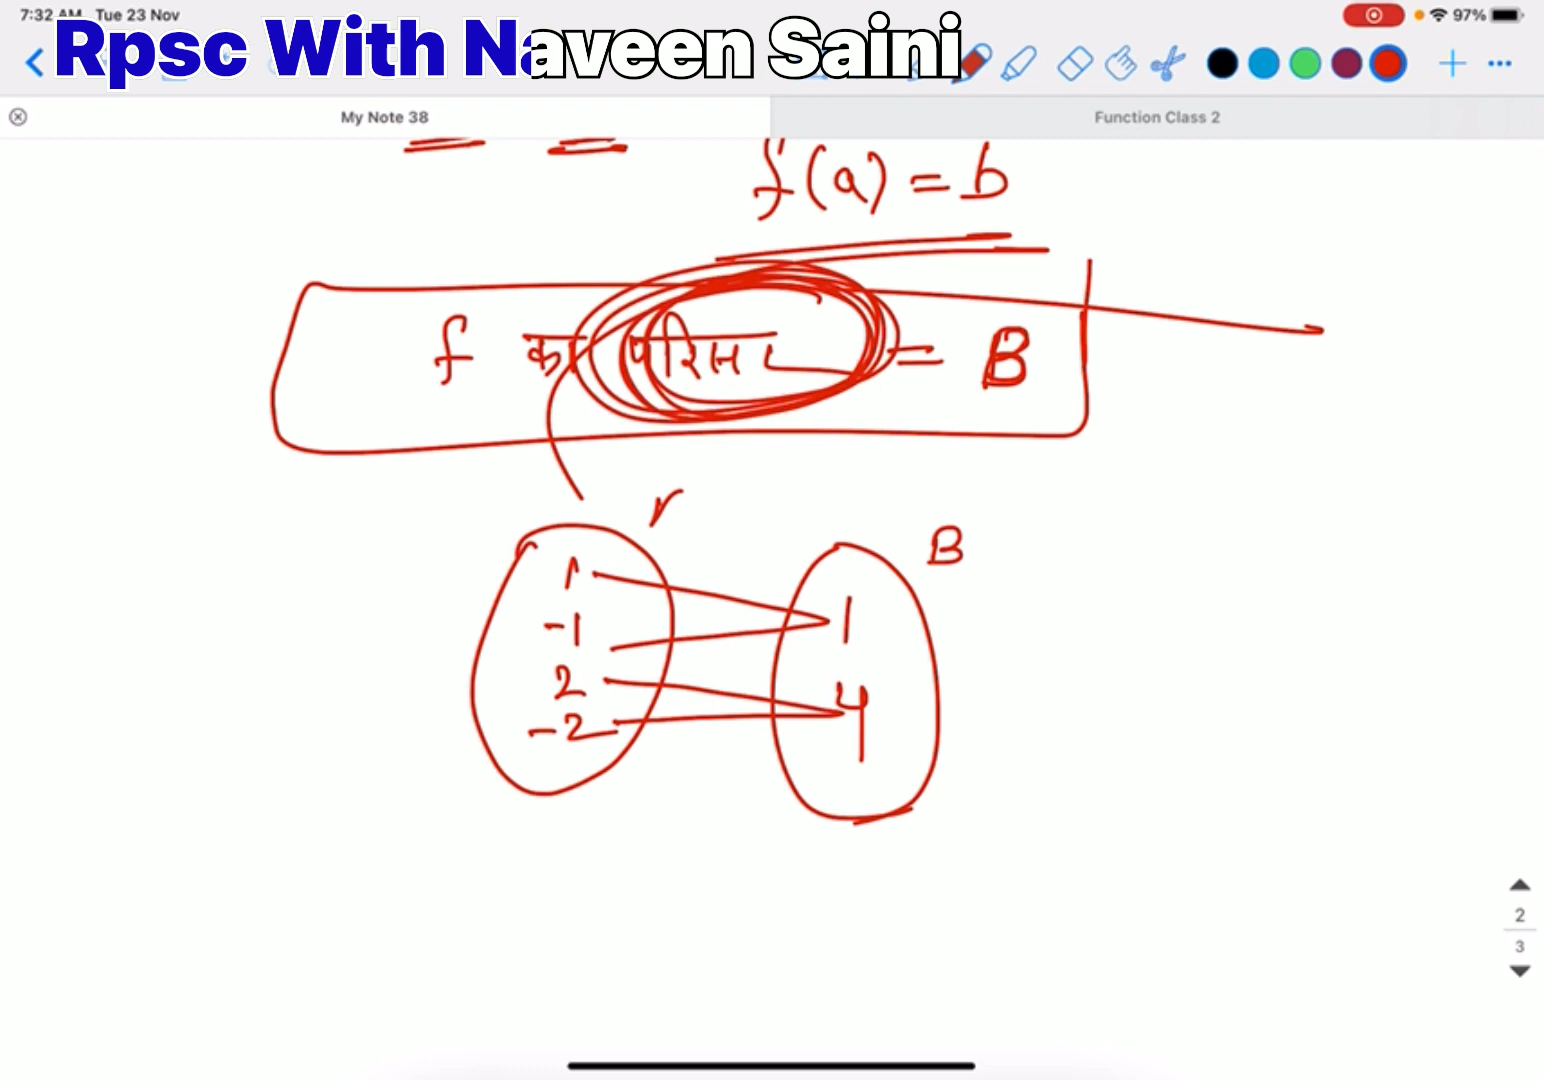 7:32 AM Tue 23 Nov
97%
Rpsc With Naveen Saini
My Note 38
Function Class 2
f(a) = b
f का परिसर = B
B
1
-1
2
-2
1
4
2
3